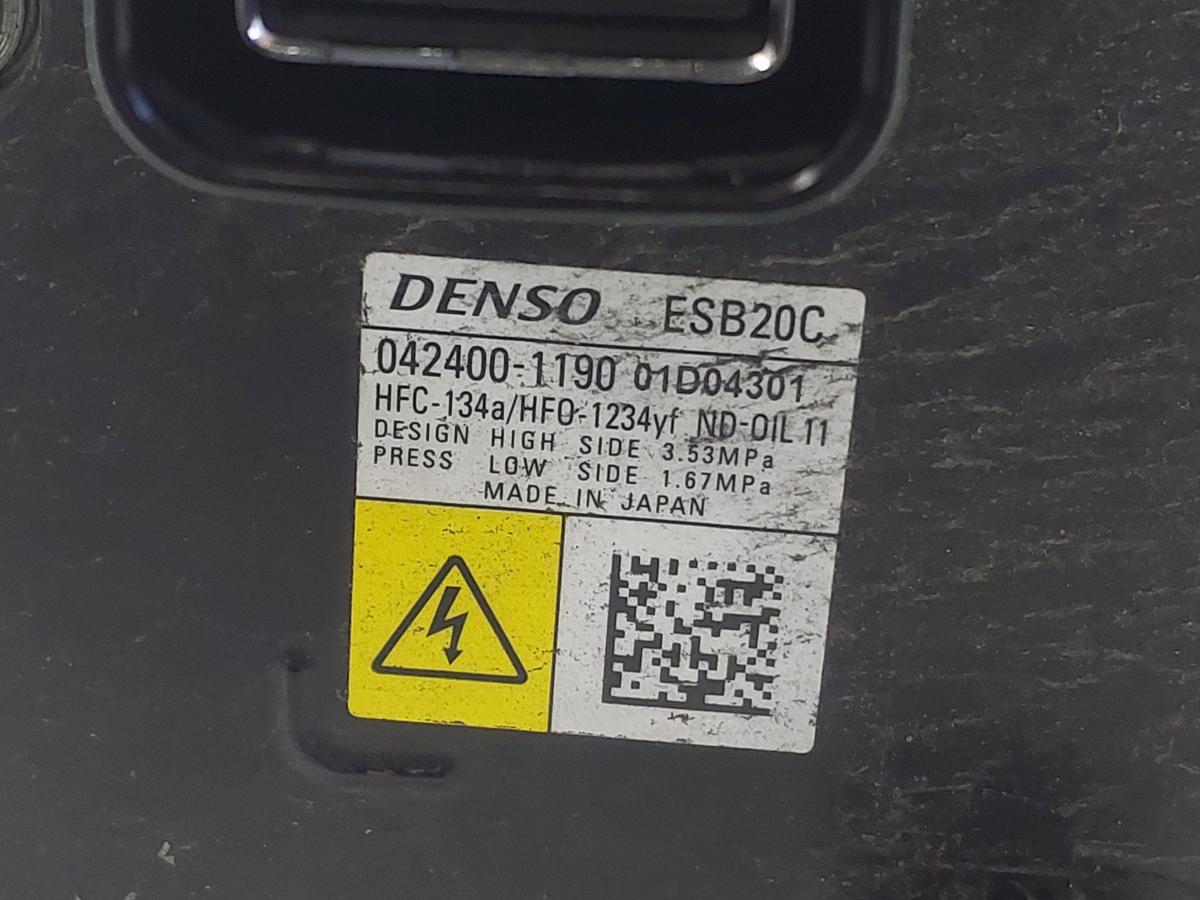 DENSO ESB20C
042400-1190 01D04301
HFC-134a/HFO-1234yf ND-OIL 11
DESIGN HIGH SIDE 3.53MPa
PRESS LOW SIDE 1.67MPa
MADE IN JAPAN